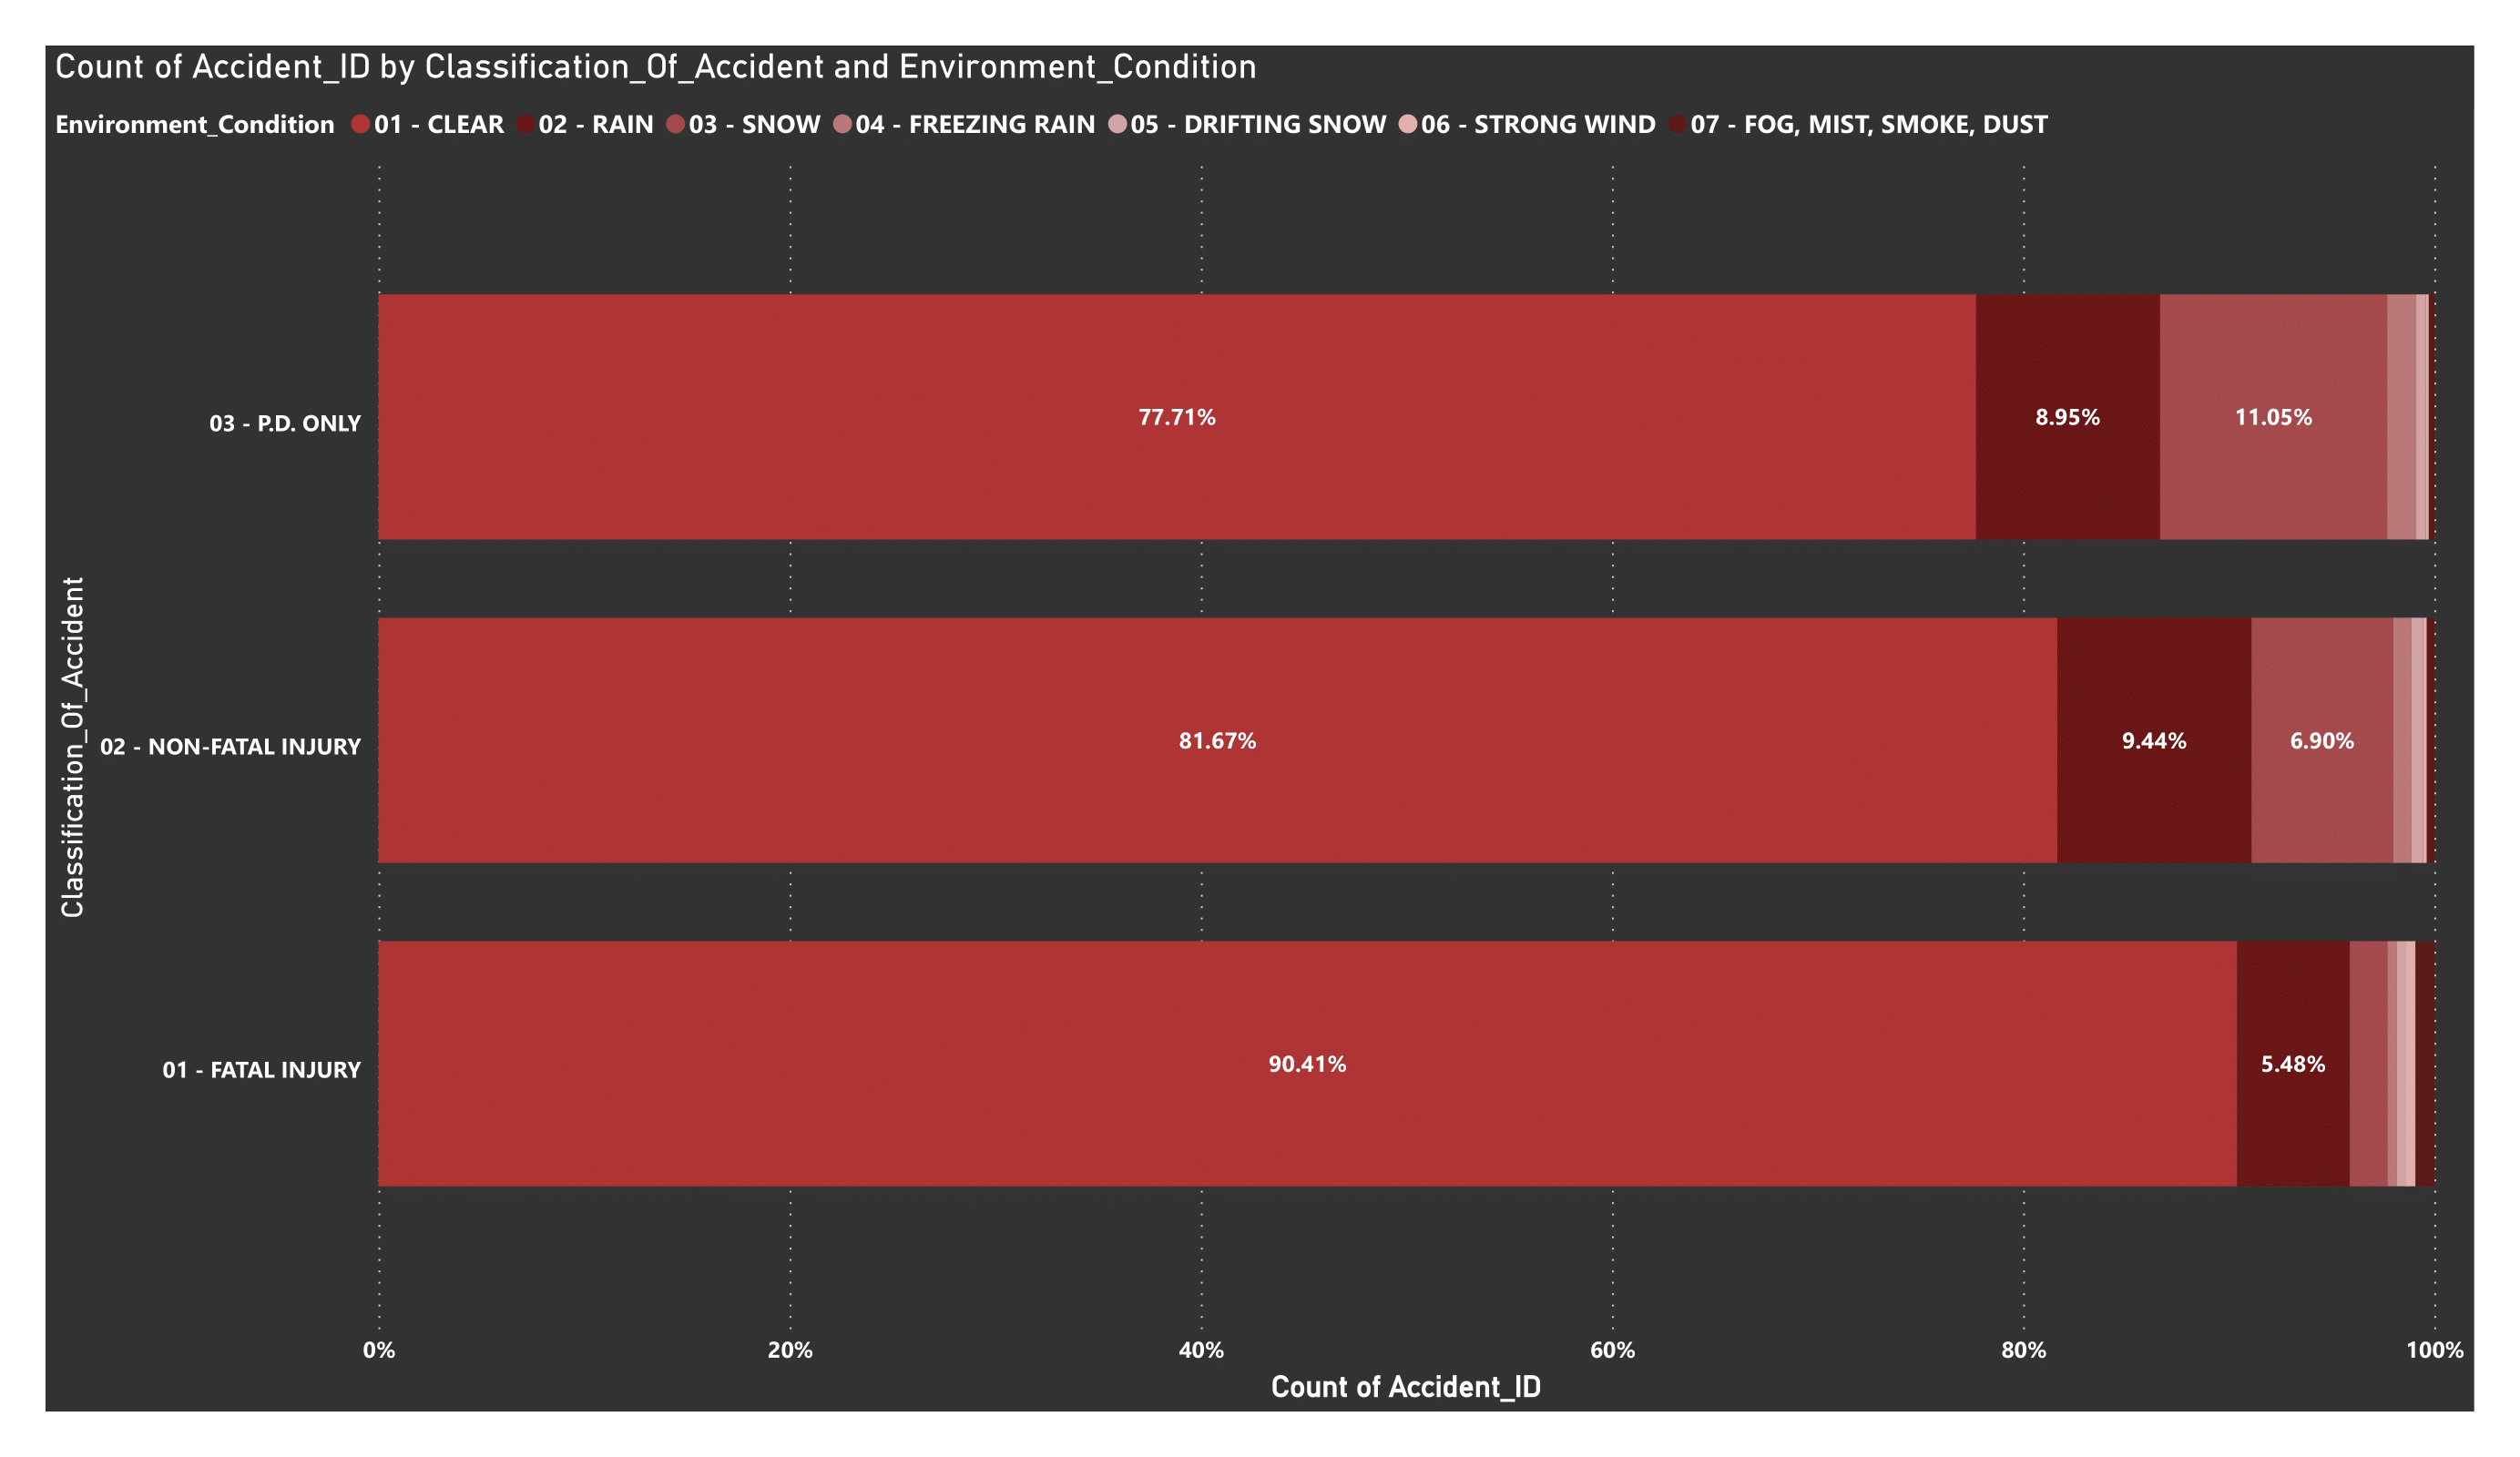 Count of Accident_ID by Classification_Of_Accident and Environment_Condition
Environment_Condition 01 - CLEAR 02 - RAIN 03 - SNOW 04 - FREEZING RAIN 05 - DRIFTING SNOW 06 - STRONG WIND 07 - FOG, MIST, SMOKE, DUST
Classification_Of_Accident
03 - P.D. ONLY 77.71% 8.95% 11.05%
02 - NON-FATAL INJURY 81.67% 9.44% 6.90%
01 - FATAL INJURY 90.41% 5.48%
0% 20% 40% 60% 80% 100%
Count of Accident_ID